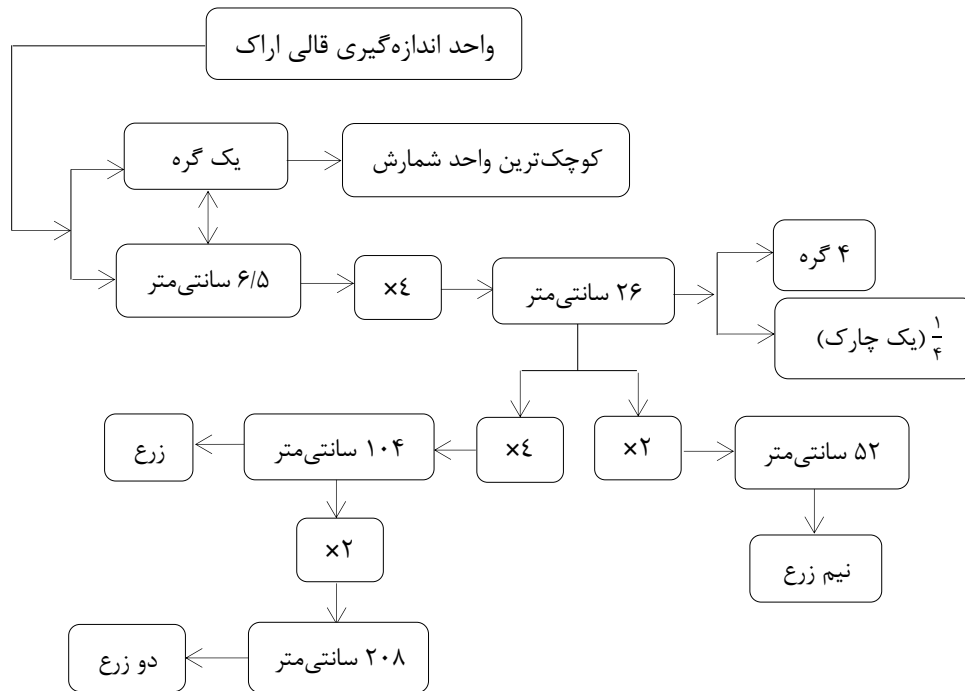 واحد اندازه‌گیری قالی اراک
یک گره
کوچک‌ترین واحد شمارش
۶/۵ سانتی‌متر
×٤
۲۶ سانتی‌متر
۴ گره
۱/۴ (یک چارک)
زرع
۱۰۴ سانتی‌متر
×٤
×۲
۵۲ سانتی‌متر
×۲
نیم زرع
دو زرع
۲۰۸ سانتی‌متر